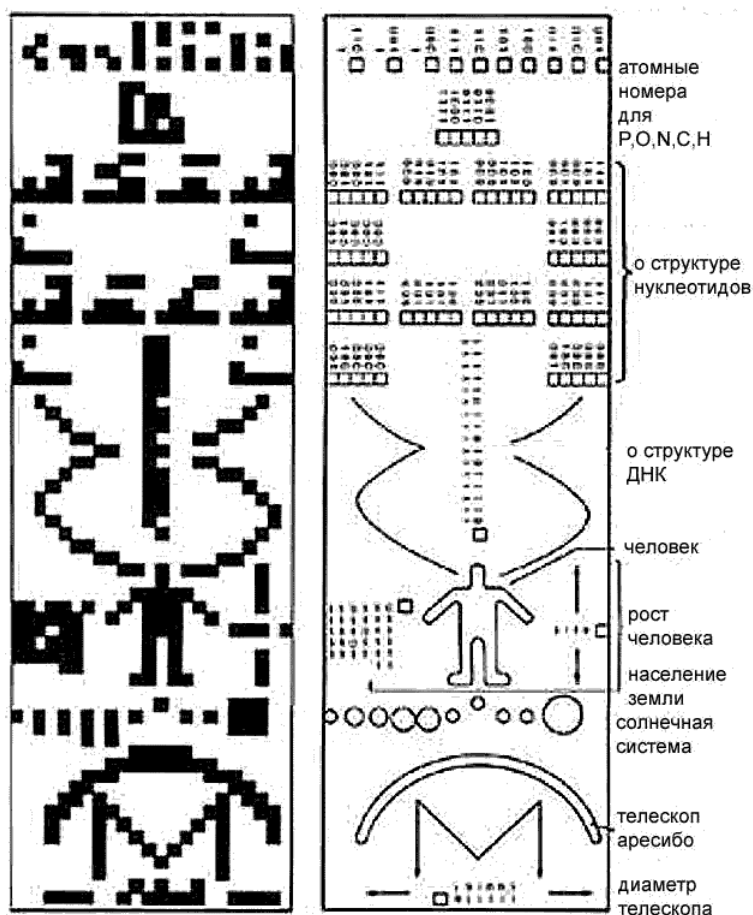 атомные
номера
для
P,O,N,C,H
о структуре
нуклеотидов
о структуре
ДНК
человек
рост
человека
население
земли
солнечная
система
телескоп
аресибо
диаметр
телескопа